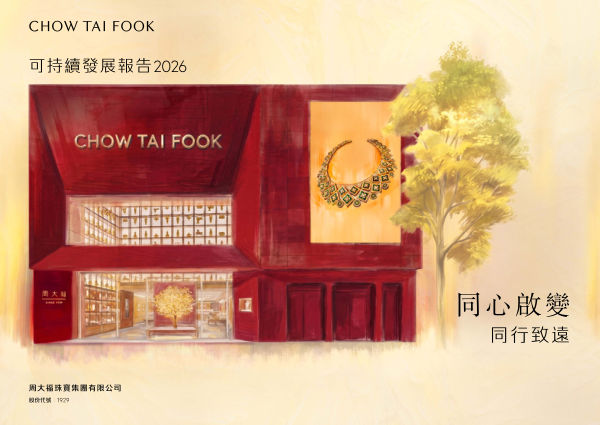 CHOW TAI FOOK
可持續發展報告2026
CHOW TAI FOOK
周大福
同心啟變
同行致遠
周大福珠寶集團有限公司
股份代號：1929